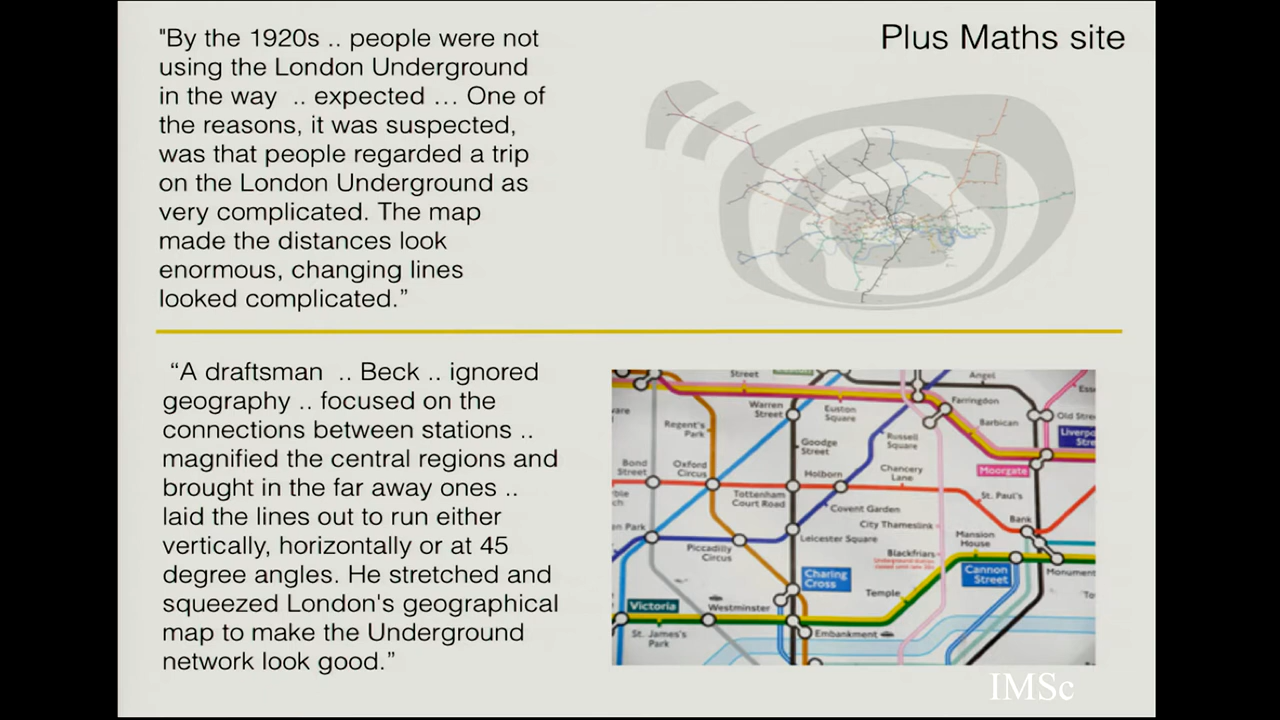 "By the 1920s .. people were not
using the London Underground
in the way .. expected ... One of
the reasons, it was suspected,
was that people regarded a trip
on the London Underground as
very complicated. The map
made the distances look
enormous, changing lines
looked complicated.”
Plus Maths site
“A draftsman .. Beck .. ignored
geography .. focused on the
connections between stations ..
magnified the central regions and
brought in the far away ones ..
laid the lines out to run either
vertically, horizontally or at 45
degree angles. He stretched and
squeezed London's geographical
map to make the Underground
network look good.”
Street
Angel
Warren
Street
Euston
Square
Farringdon
Barbican
Old Stre
Regent's
Park
Goodge
Street
Russell
Square
Liverpo
Stre
Moorgate
Bond
Street
Oxford
Circus
Holborn
Chancery
Lane
Tottenham
Court Road
St. Paul's
Covent Garden
City Thameslink
Bank
Mansion
House
Leicester Square
Piccadilly
Circus
Blackfriars
Cannon
Street
Monument
Charing
Cross
Temple
Victoria
Westminster
St. James's
Park
Embankment
IMSc